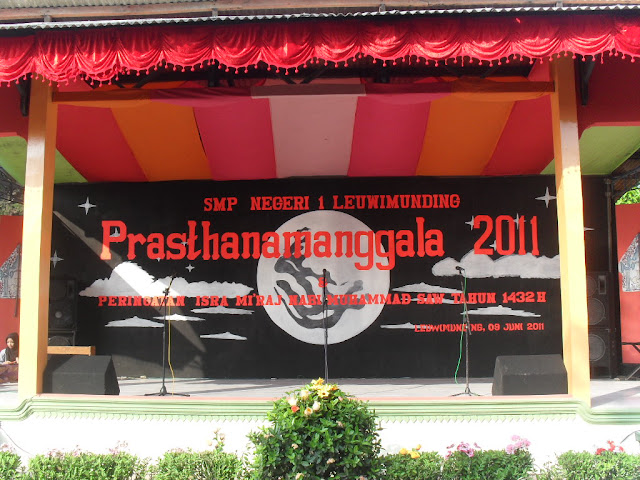 SMP NEGERI 1 LEUWIMUNDING
Prasthanamanggala 2011
&
PERINGATAN ISRA MI'RAJ NABI MUHAMMAD SAW TAHUN 1432 H
LEUWIMUNDING, 09 JUNI 2011